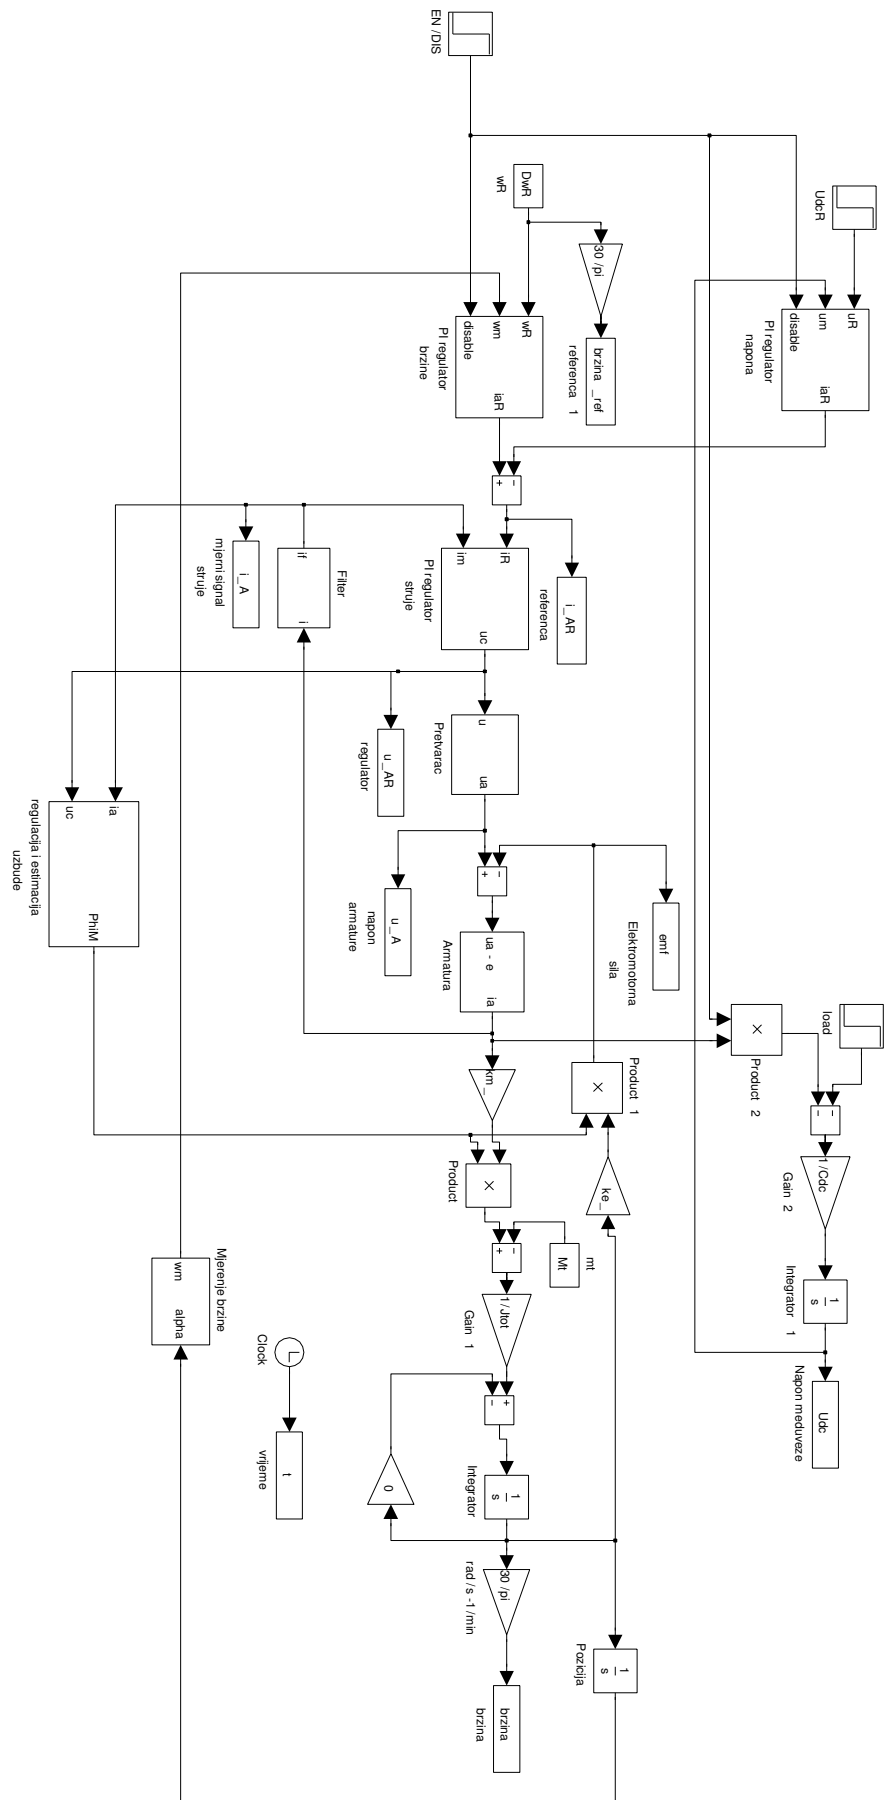 EN /DIS
UdcR
uR
um
disable
iaR
PI regulator
napona
DwR
wR
30 /pi
brzina _ref
referenca 1
wR
wm
disable
iaR
PI regulator
brzine
−
+
iR
im
uc
PI regulator
struje
i_AR
referenca
if
i
Filter
i_A
mjerni signal
struje
u
ua
Pretvarac
u_AR
regulator
u_A
napon
armature
ia
uc
PhiM
regulacija i estimacija
uzbude
−
+
ua - e
ia
Armatura
emf
Elektromotorna
sila
load
×
Product 2
−
−
1/Cdc
Gain 2
1
s
Integrator 1
Udc
Napon meduveze
km_
×
Product 1
ke_
×
Product
mt
Mt
−
+
1/Jtot
Gain 1
+
−
1
s
Integrator
0
30 /pi
rad /s -1 /min
brzina
brzina
1
s
Pozicija
wm
alpha
Mjerenje brzine
Clock
t
vrijeme